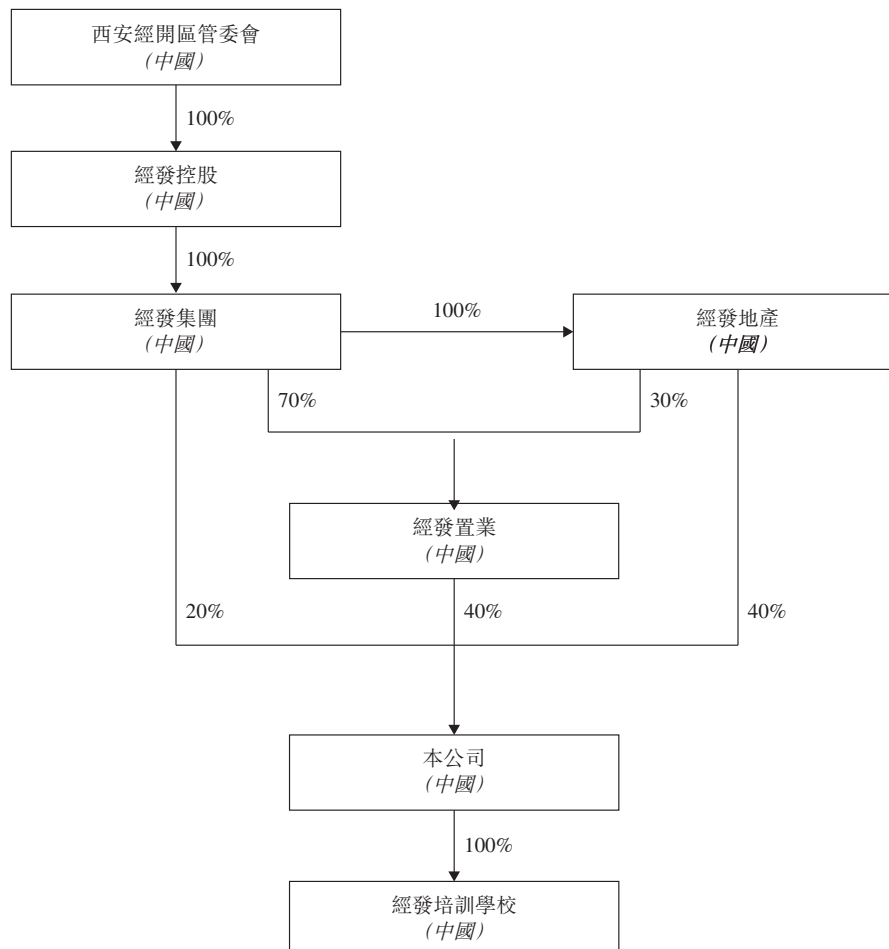 西安經開區管委會
（中國）
100%
經發控股
（中國）
100%
經發集團
（中國）
100%
經發地產
（中國）
70%
30%
經發置業
（中國）
20%
40%
40%
本公司
（中國）
100%
經發培訓學校
（中國）